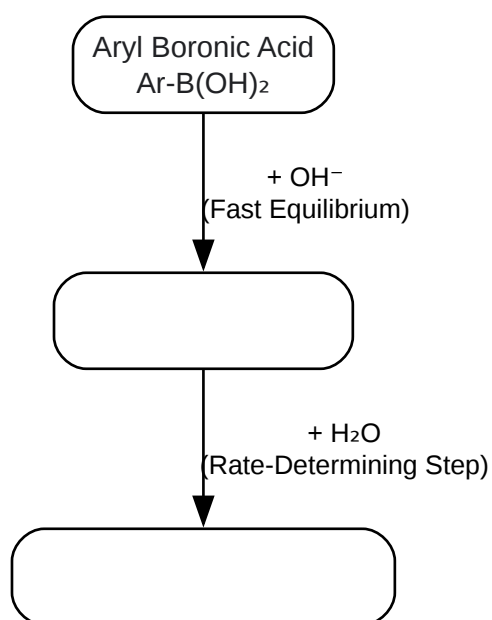 Aryl Boronic Acid
Ar-B(OH)₂
+ OH⁻
(Fast Equilibrium)
+ H₂O
(Rate-Determining Step)